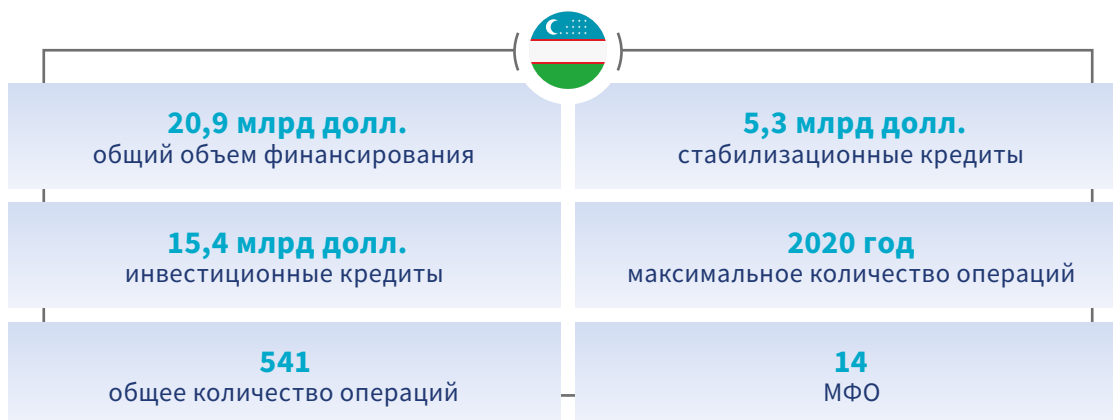 20,9 млрд долл.
общий объем финансирования
5,3 млрд долл.
стабилизационные кредиты
15,4 млрд долл.
инвестиционные кредиты
2020 год
максимальное количество операций
541
общее количество операций
14
МФО